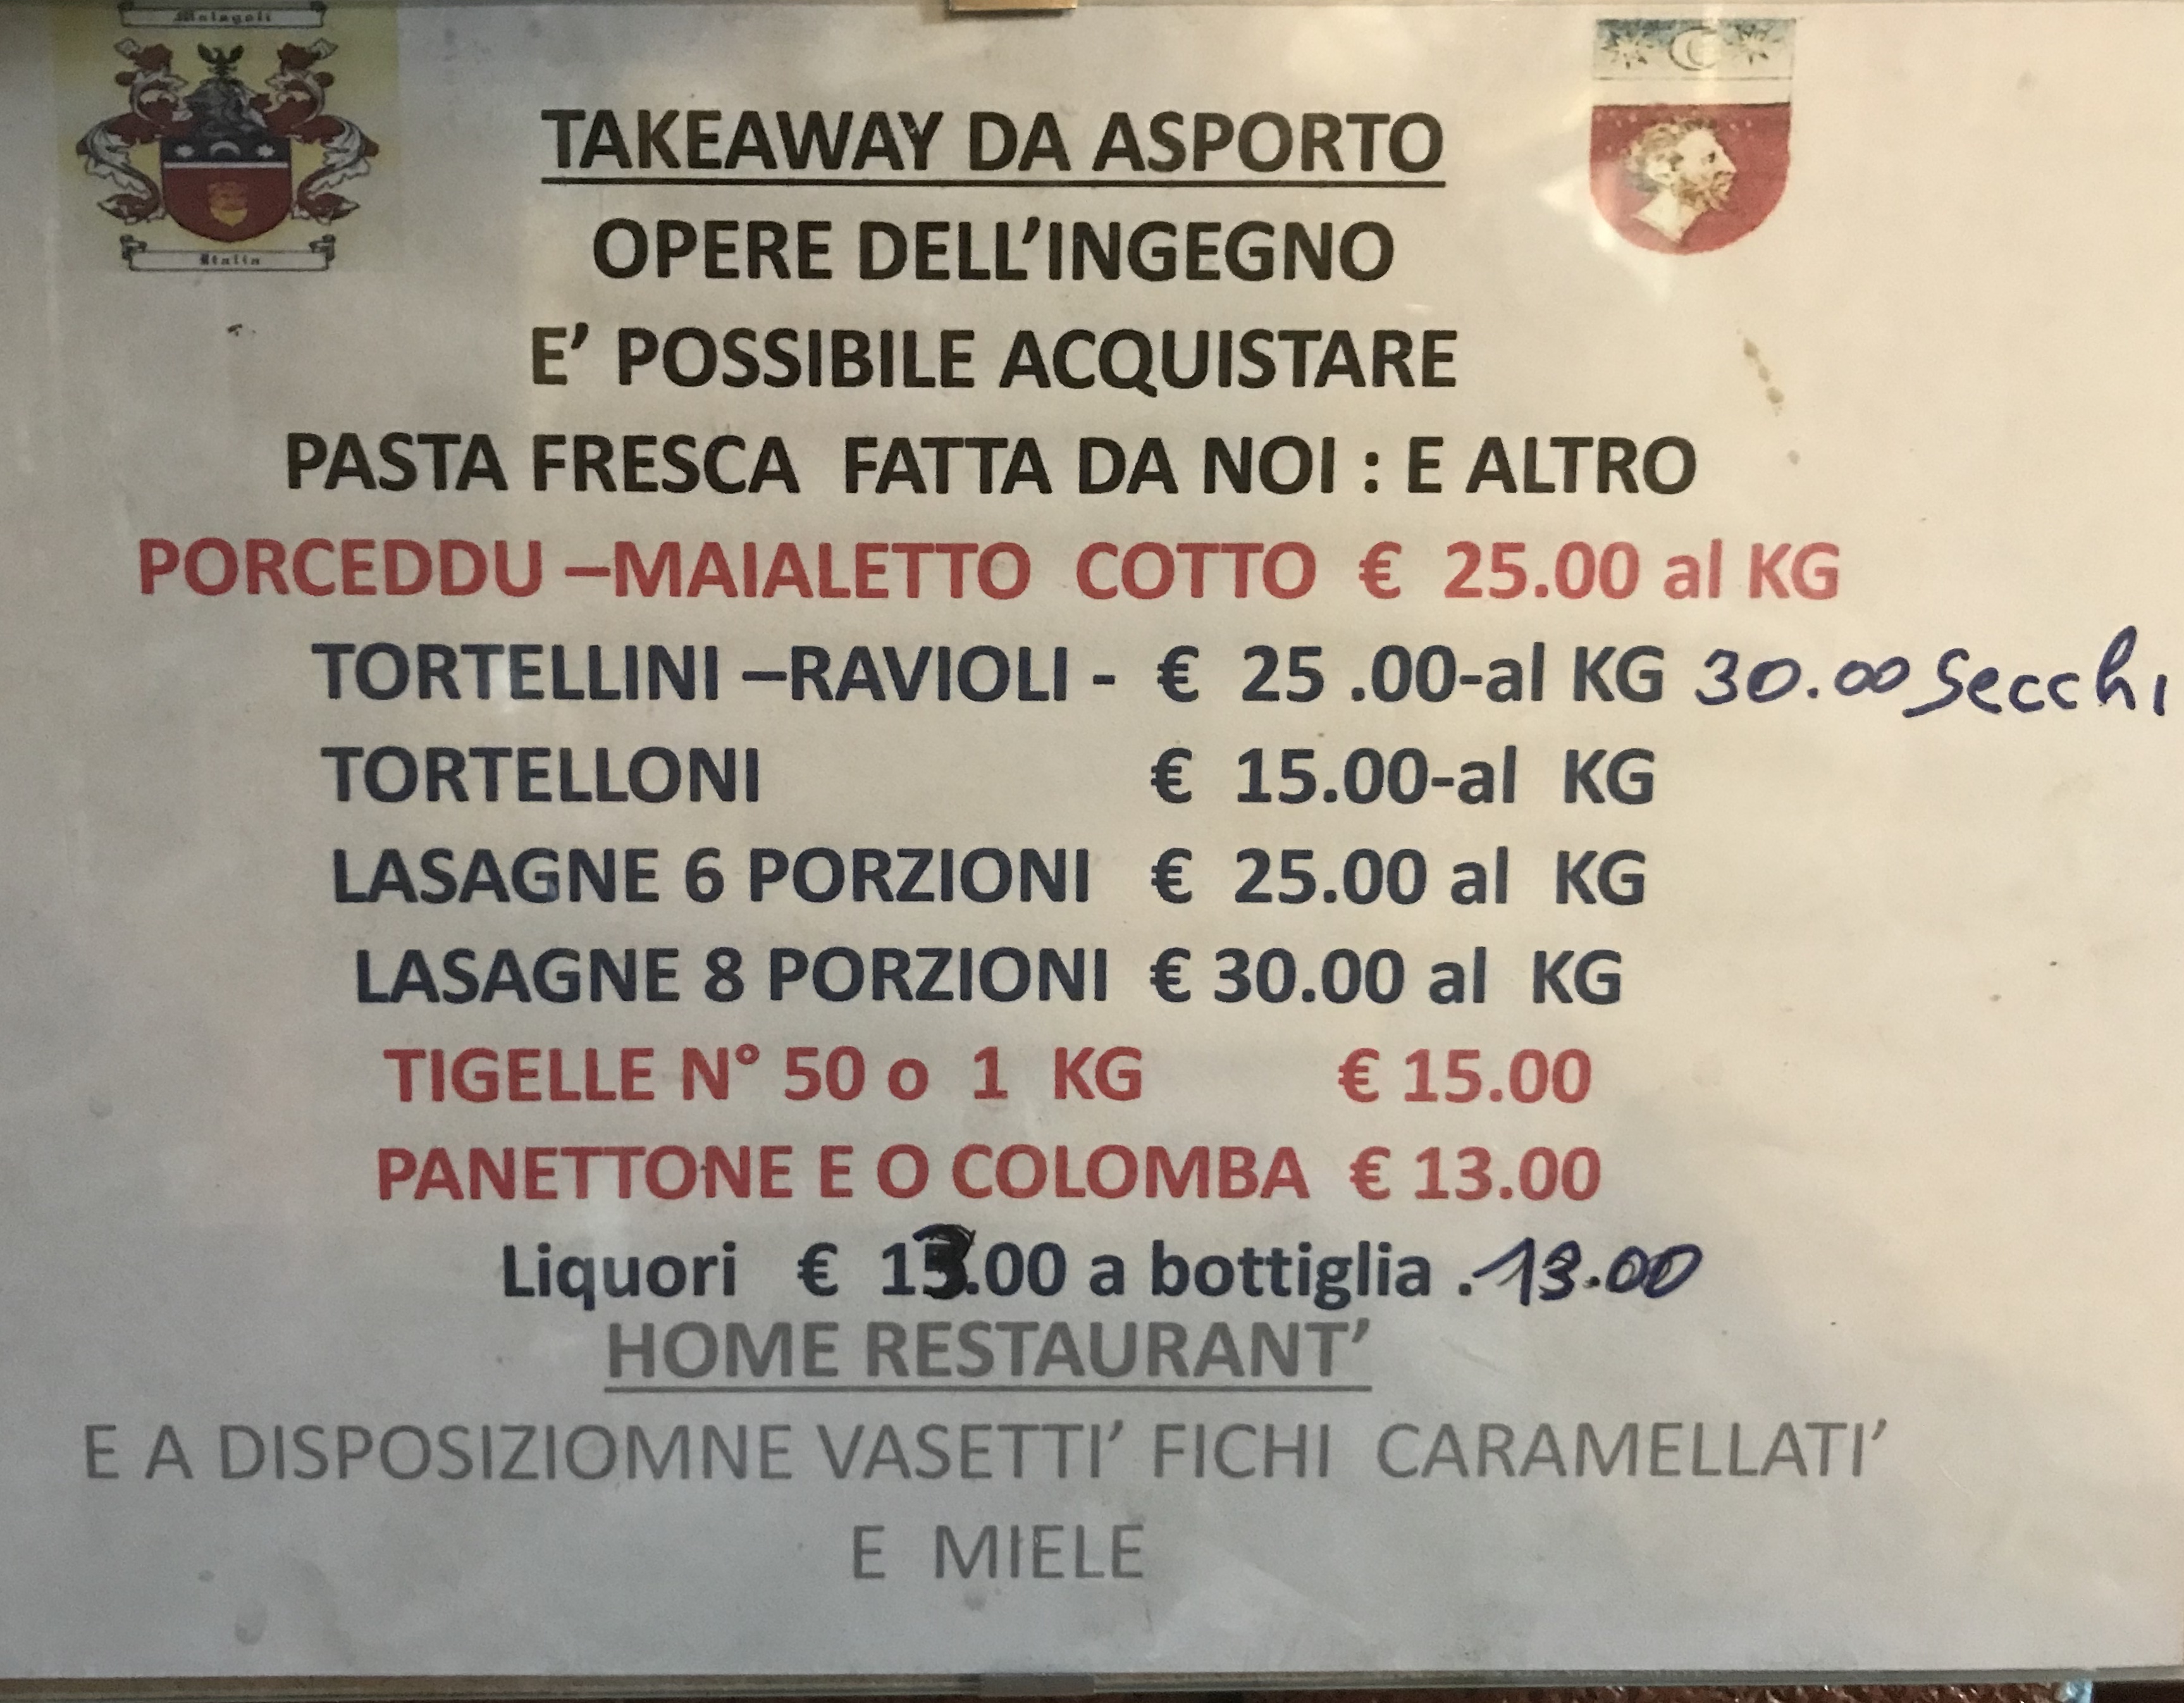 Malagoli
Italia
TAKEAWAY DA ASPORTO
OPERE DELL’INGEGNO
E’ POSSIBILE ACQUISTARE
PASTA FRESCA FATTA DA NOI : E ALTRO
PORCEDDU –MAIALETTO COTTO € 25.00 al KG
TORTELLINI –RAVIOLI - € 25 .00-al KG 30.00 Secchi
TORTELLONI € 15.00-al KG
LASAGNE 6 PORZIONI € 25.00 al KG
LASAGNE 8 PORZIONI € 30.00 al KG
TIGELLE N° 50 o 1 KG € 15.00
PANETTONE E O COLOMBA € 13.00
Liquori € 13.00 a bottiglia . 13.00
HOME RESTAURANT’
E A DISPOSIZIOMNE VASETTI’ FICHI CARAMELLATI’
E MIELE